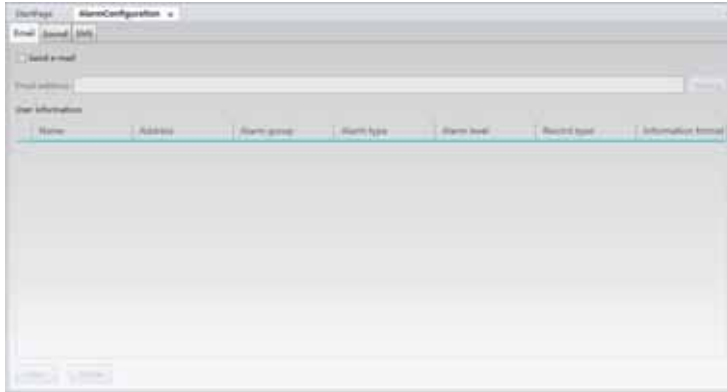 StartPage AlarmConfiguration x
Email Sound SMS
Send e-mail
Email address
User information
Name Address Alarm group Alarm type Alarm level Record type Information format